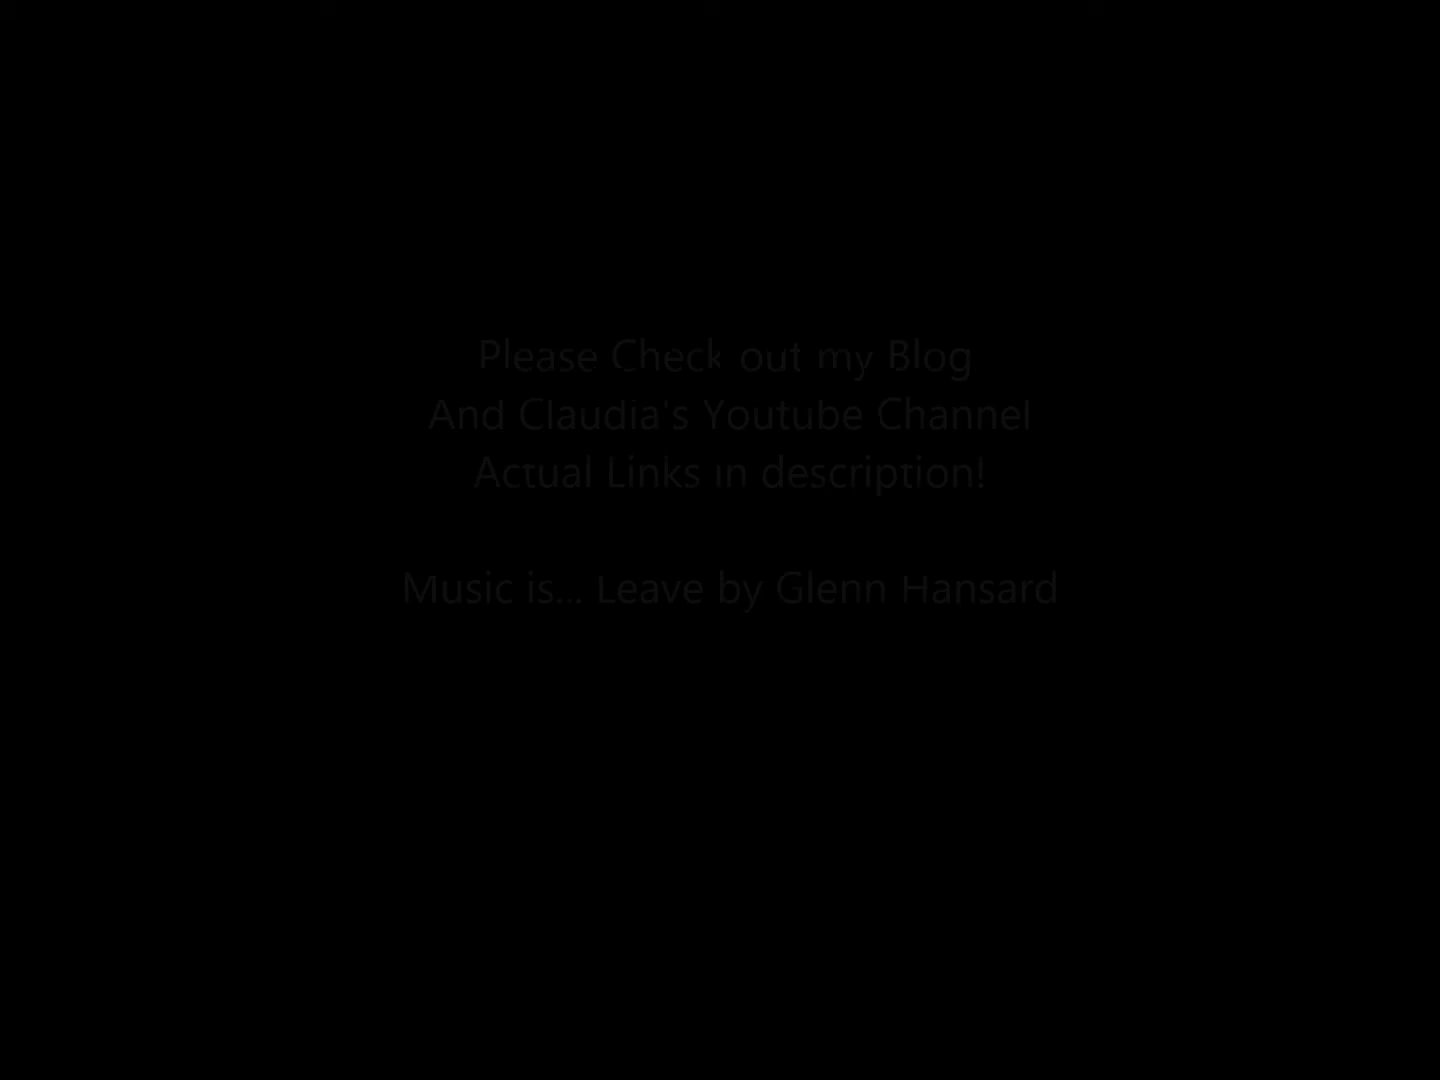 Please Check out my Blog
And Claudia's Youtube Channel
Actual Links in description!
Music is... Leave by Glenn Hansard